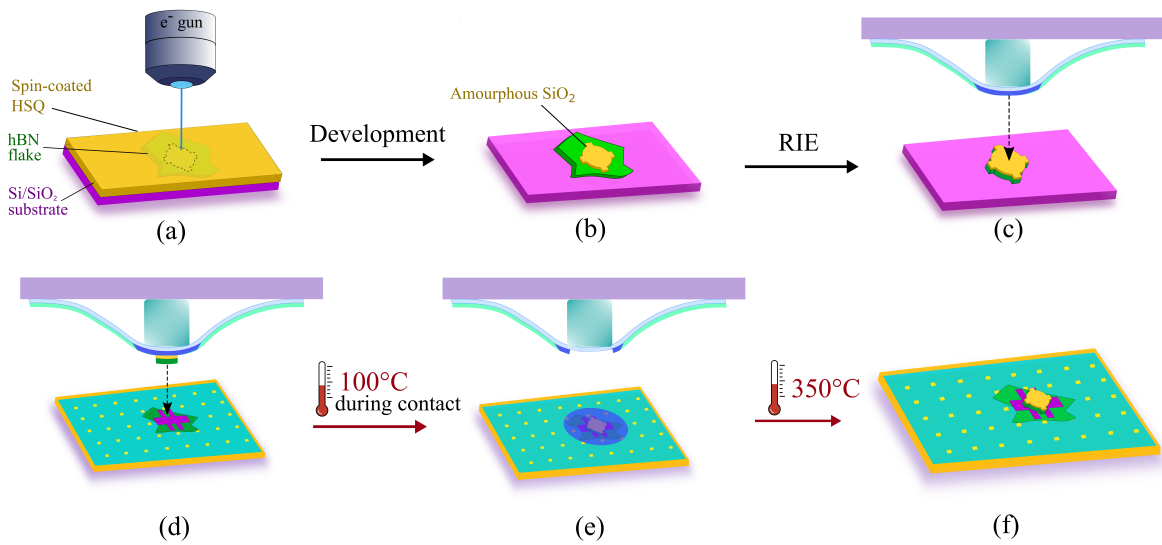 e⁻ gun
Spin-coated
HSQ
hBN
flake
Si/SiO₂
substrate
(a)
Development
Amourphous SiO₂
(b)
RIE
(c)
(d)
100°C
during contact
(e)
350°C
(f)